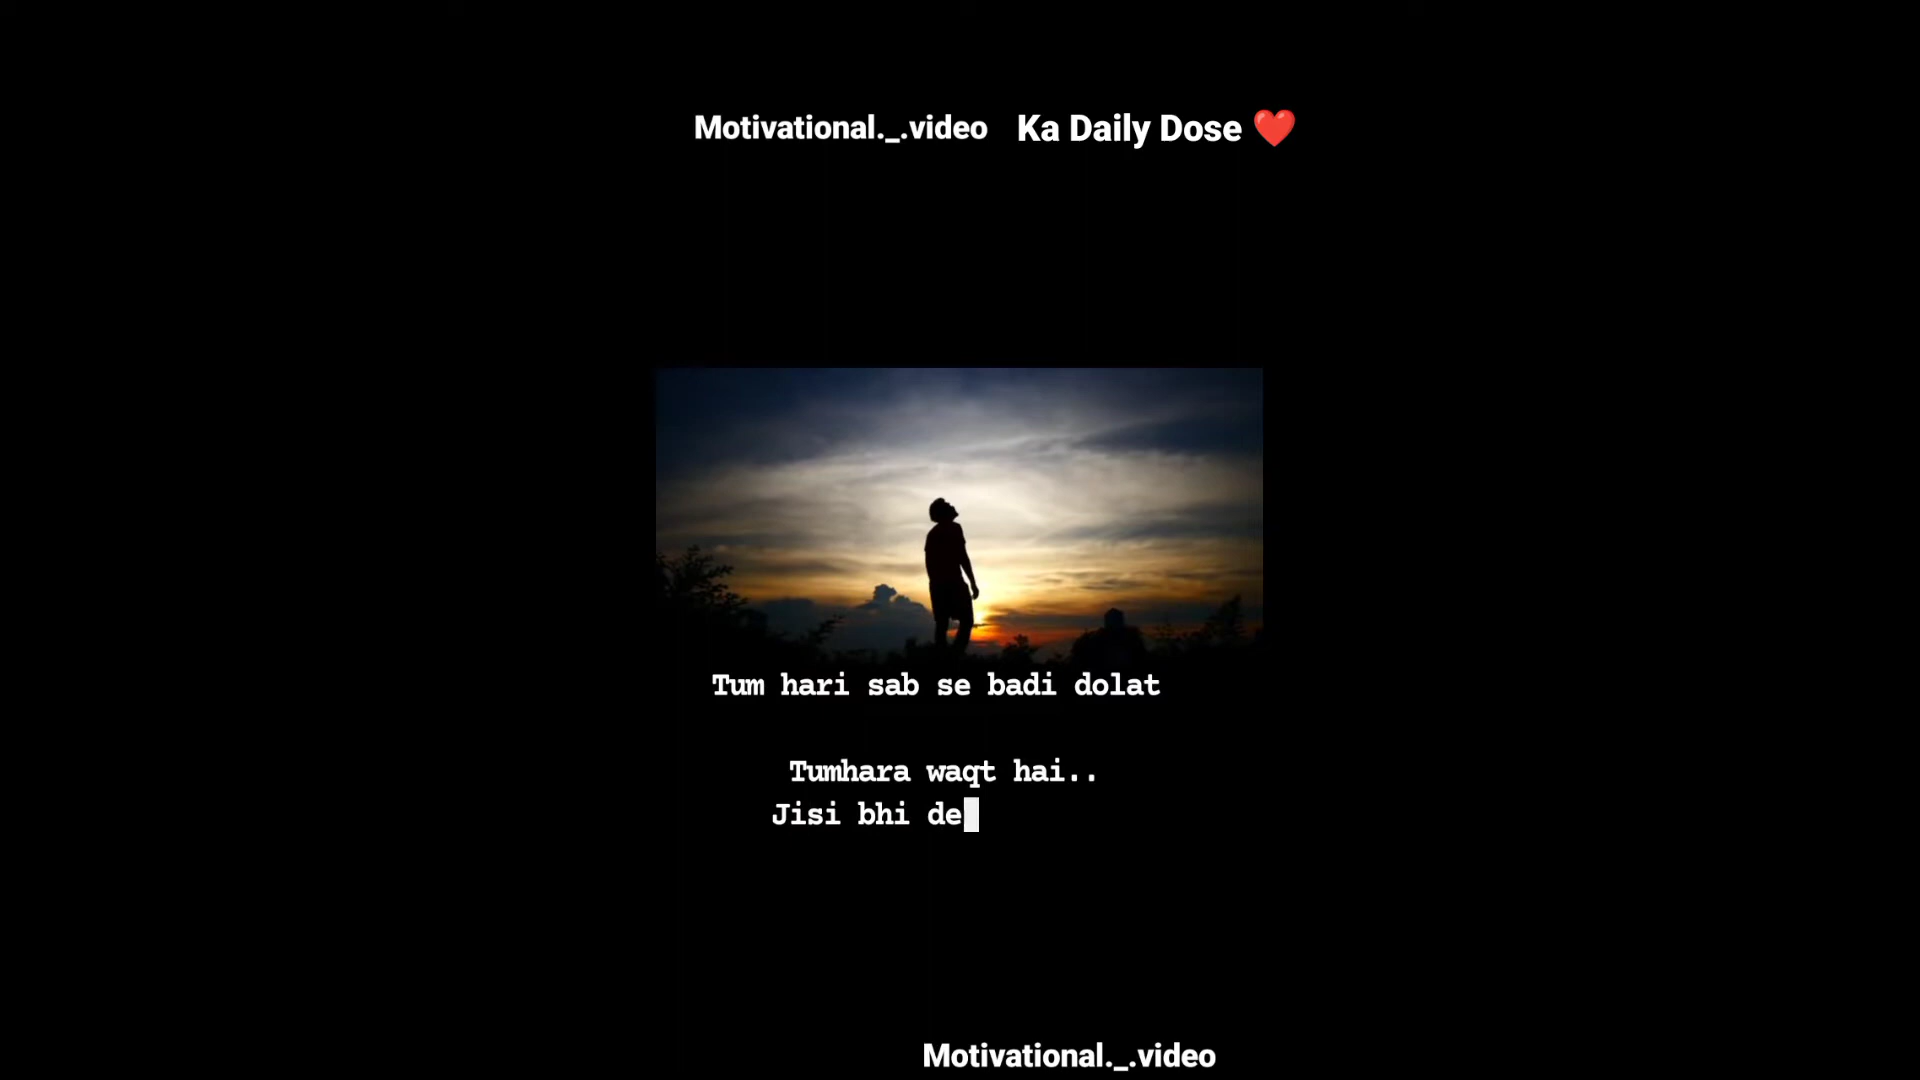 Motivational._.video Ka Daily Dose ❤️
Tum hari sab se badi dolat
Tumhara waqt hai..
Jisi bhi de
Motivational._.video